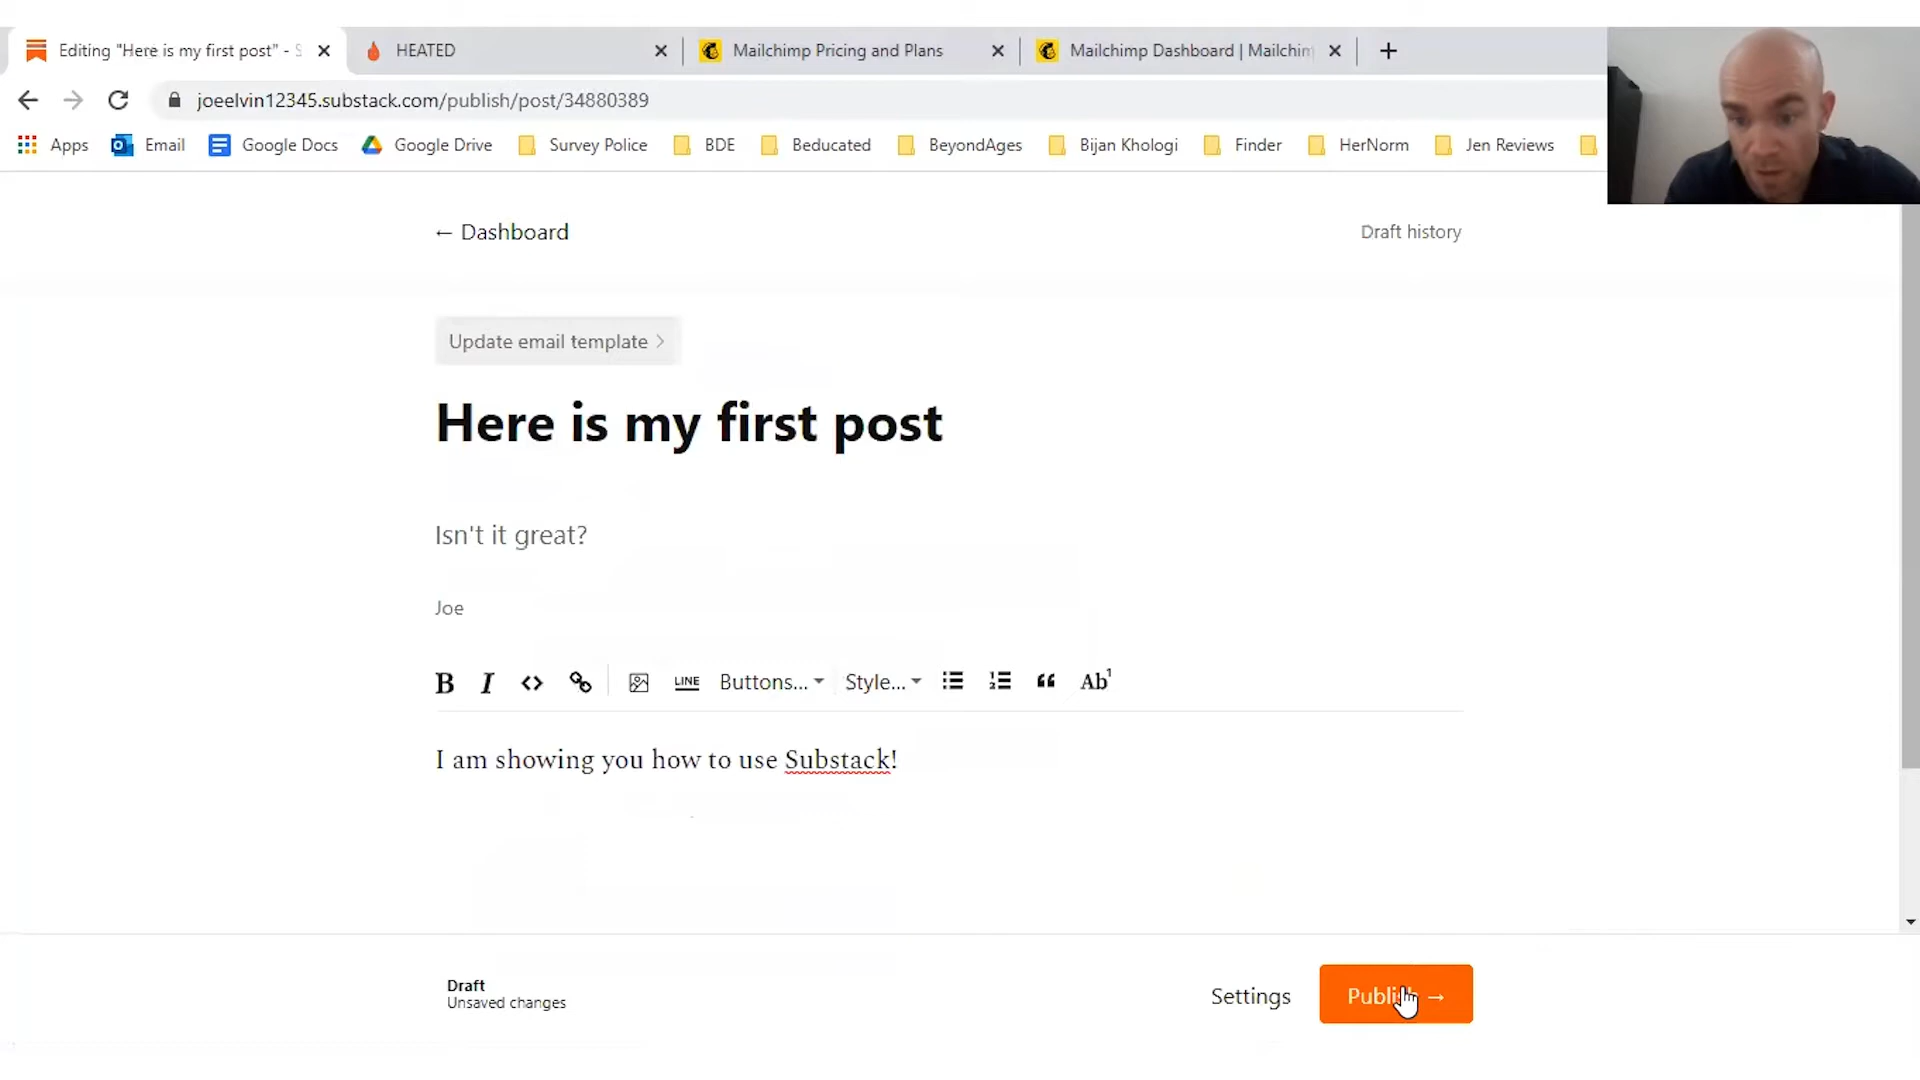 Editing "Here is my first post" - S
HEATED
Mailchimp Pricing and Plans
Mailchimp Dashboard | Mailchim
joeelvin12345.substack.com/publish/post/34880389
Apps
Email
Google Docs
Google Drive
Survey Police
BDE
Beducated
BeyondAges
Bijan Khologi
Finder
HerNorm
Jen Reviews
← Dashboard
Draft history
Update email template >
Here is my first post
Isn't it great?
Joe
B I <> LINE Buttons... Style... Ab¹
I am showing you how to use Substack!
Draft
Unsaved changes
Settings
Publish →